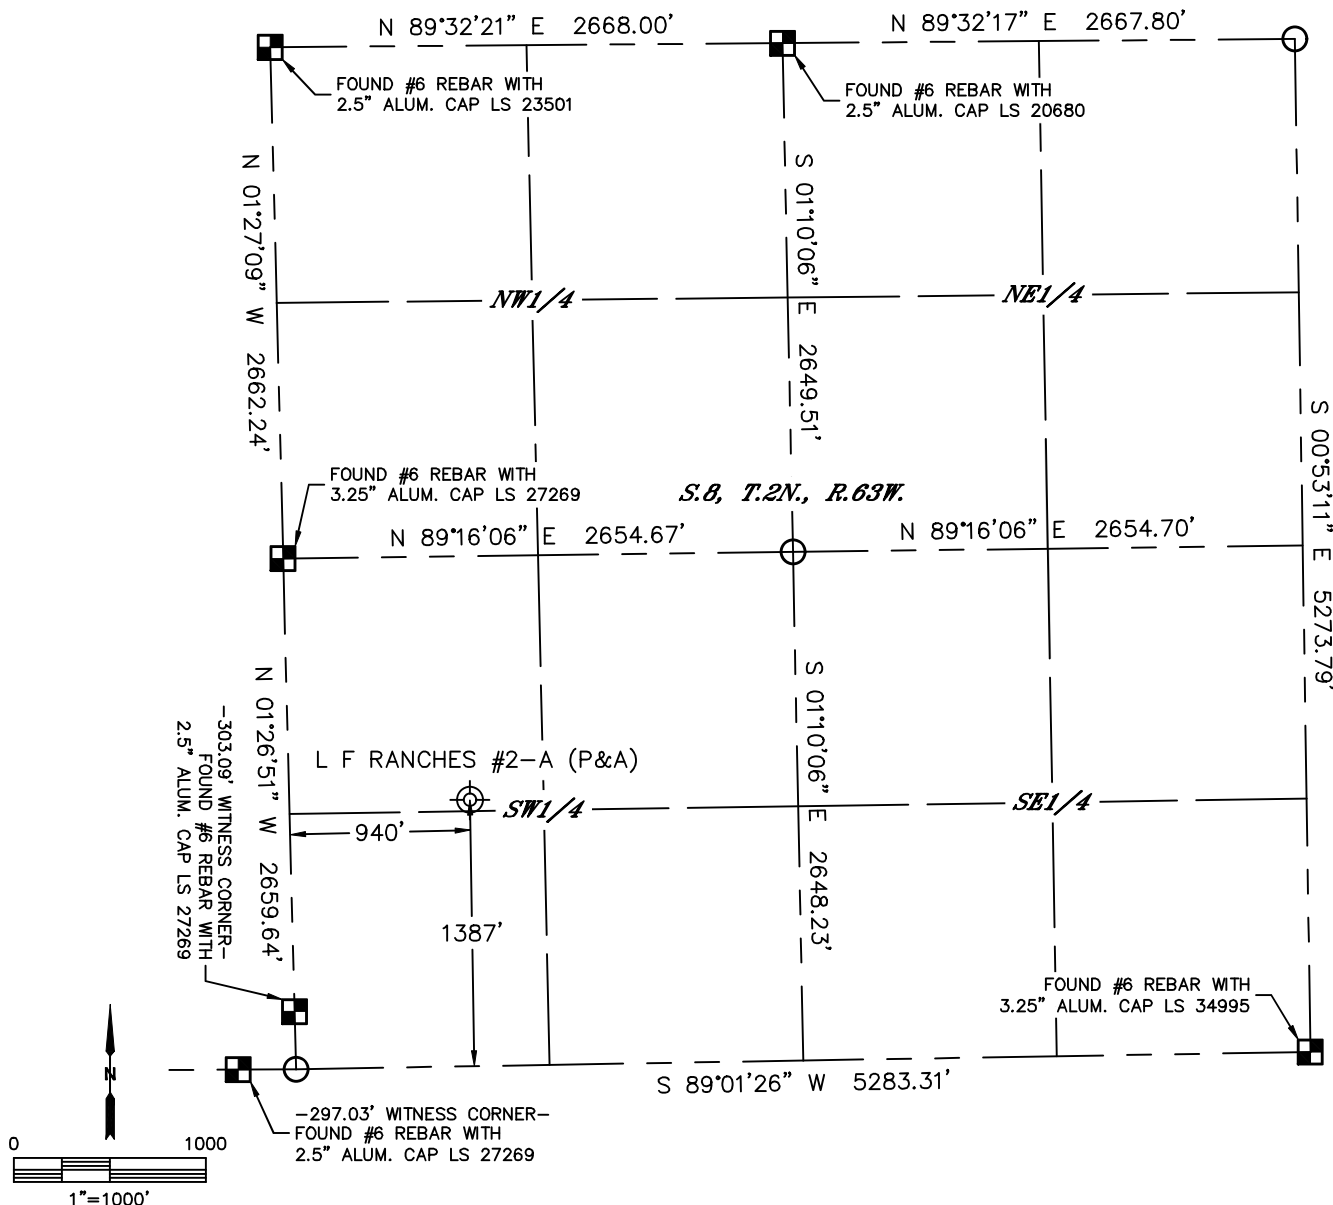 N 89°32'21" E 2668.00'
N 89°32'17" E 2667.80'
FOUND #6 REBAR WITH
2.5" ALUM. CAP LS 23501
FOUND #6 REBAR WITH
2.5" ALUM. CAP LS 20680
N 01°27'09" W 2662.24'
S 01°10'06" E 2649.51'
NW1/4
NE1/4
S 00°53'11" E 5273.79'
FOUND #6 REBAR WITH
3.25" ALUM. CAP LS 27269
S.8, T.2N., R.63W.
N 89°16'06" E 2654.67'
N 89°16'06" E 2654.70'
N 01°26'51" W 2659.64'
S 01°10'06" E 2648.23'
-303.09' WITNESS CORNER-
FOUND #6 REBAR WITH
2.5" ALUM. CAP LS 27269
L F RANCHES #2-A (P&A)
SW1/4
SE1/4
940'
1387'
FOUND #6 REBAR WITH
3.25" ALUM. CAP LS 34995
S 89°01'26" W 5283.31'
-297.03' WITNESS CORNER-
FOUND #6 REBAR WITH
2.5" ALUM. CAP LS 27269
N
0 1000
1"=1000'